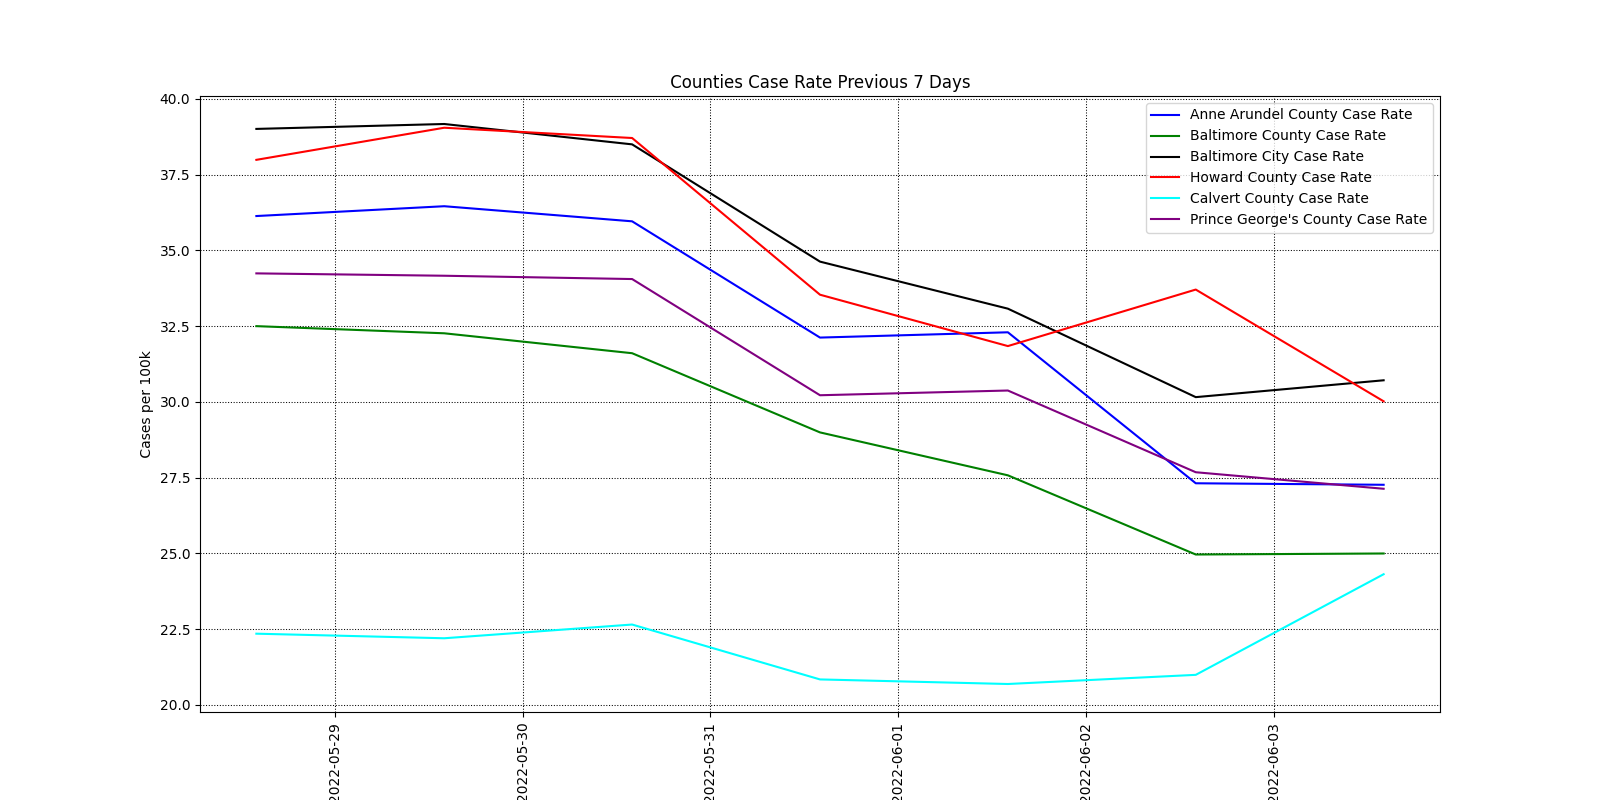 Counties Case Rate Previous 7 Days
40.0
37.5
35.0
32.5
30.0
27.5
25.0
22.5
20.0
Cases per 100k
Anne Arundel County Case Rate
Baltimore County Case Rate
Baltimore City Case Rate
Howard County Case Rate
Calvert County Case Rate
Prince George's County Case Rate
2022-05-29
2022-05-30
2022-05-31
2022-06-01
2022-06-02
2022-06-03